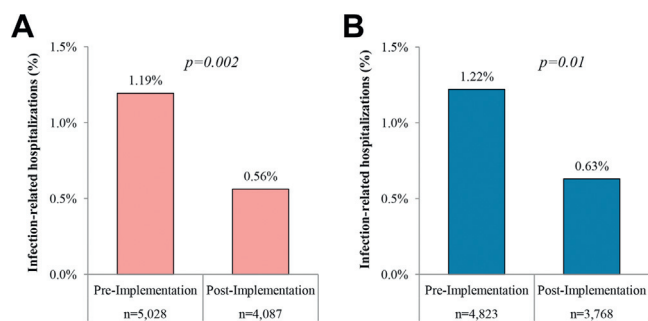 A
Infection-related hospitalizations (%)
1.5%
1.0%
0.5%
0.0%
p=0.002
1.19%
0.56%
Pre-Implementation Post-Implementation
n=5,028 n=4,087
B
Infection-related hospitalizations (%)
1.5%
1.0%
0.5%
0.0%
p=0.01
1.22%
0.63%
Pre-Implementation Post-Implementation
n=4,823 n=3,768